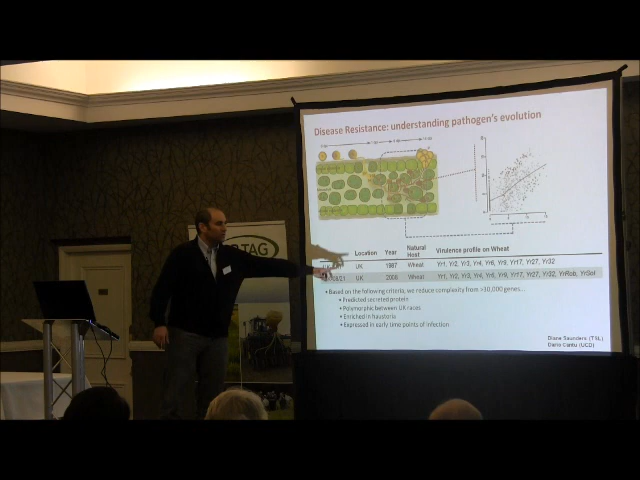 Disease Resistance: understanding pathogen's evolution
TAG
Location Year Natural Host Virulence profile on Wheat
UK 1987 Wheat Yr1, Yr2, Yr3, Yr4, Yr6, Yr9, Yr17, Yr27, Yr32
UK 2008 Wheat Yr1, Yr2, Yr3, Yr4, Yr6, Yr9, Yr17, Yr27, Yr32, YrRob, YrSol
• Based on the following criteria, we reduce complexity from >10,000 genes...
• Predicted secreted protein
• Polymorphic between UK races
• Enriched in haustoria
• Expressed in early time points of infection
Diane Saunders (TSL)
Dario Cantu (UCD)